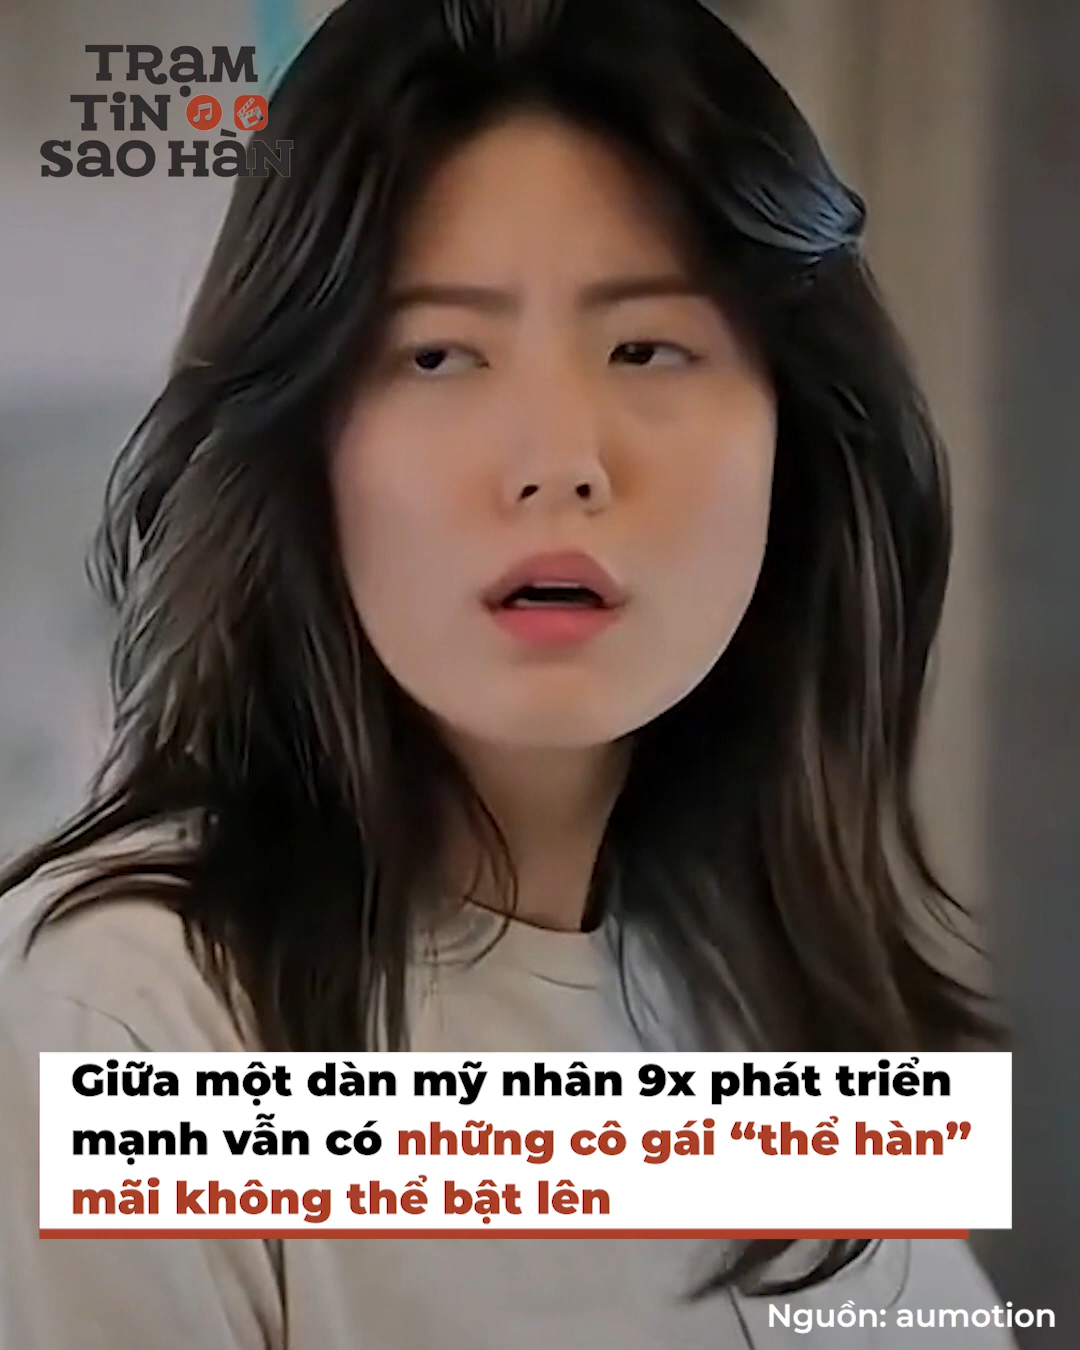 TRẠM
TIN
SAO HÀN
Giữa một dàn mỹ nhân 9x phát triển
mạnh vẫn có những cô gái “thể hàn”
mãi không thể bật lên
Nguồn: aumotion